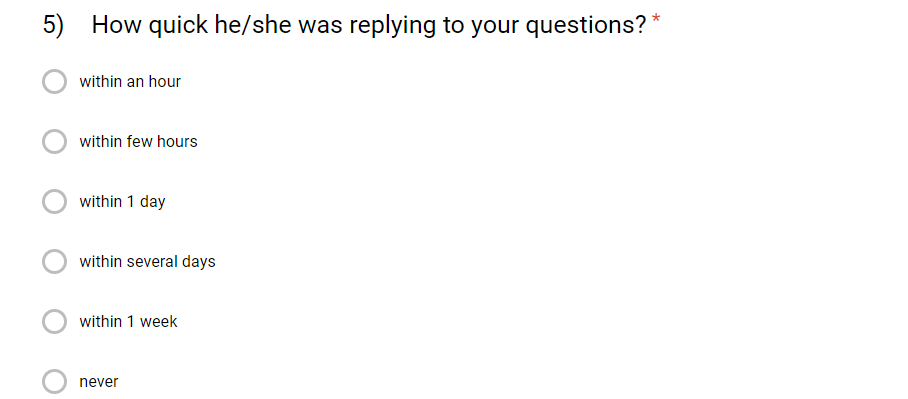 5) How quick he/she was replying to your questions? *
within an hour
within few hours
within 1 day
within several days
within 1 week
never